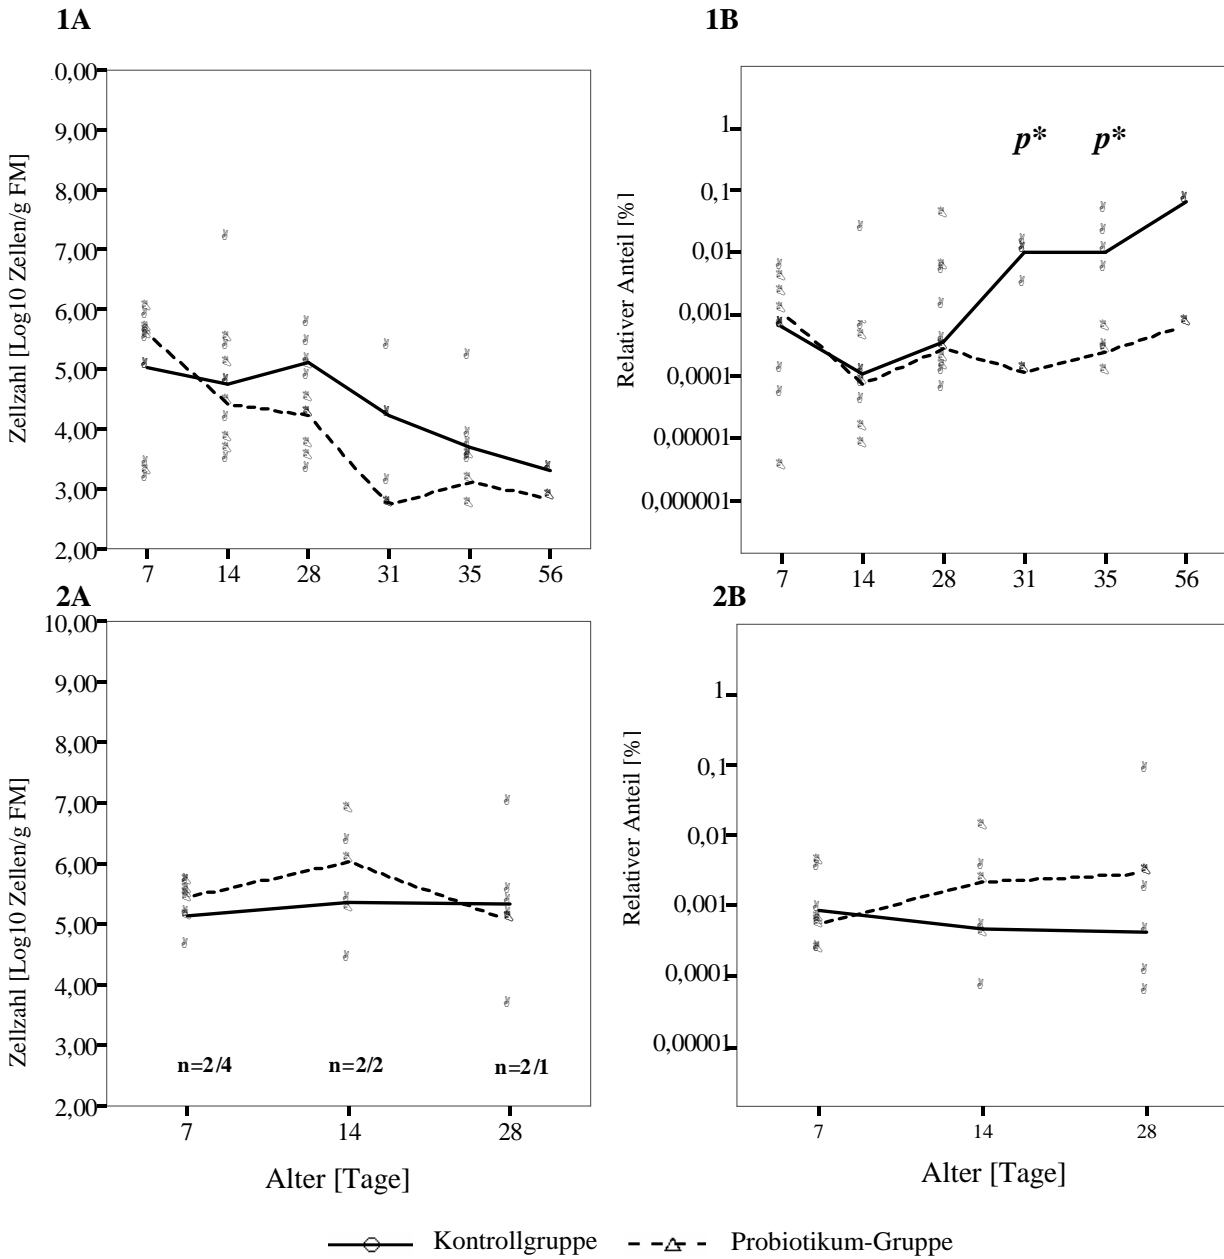 1A
1B
Zellzahl [Log10 Zellen/g FM]
0,00
9,00
8,00
7,00
6,00
5,00
4,00
3,00
2,00
7 14 28 31 35 56
Relativer Anteil [%]
1
0,1
0,01
0,001
0,0001
0,00001
0,000001
p* p*
7 14 28 31 35 56
2A
2B
Zellzahl [Log10 Zellen/g FM]
10,00
9,00
8,00
7,00
6,00
5,00
4,00
3,00
2,00
n=2/4 n=2/2 n=2/1
7 14 28
Alter [Tage]
Relativer Anteil [%]
1
0,1
0,01
0,001
0,0001
0,00001
7 14 28
Alter [Tage]
Kontrollgruppe Probiotikum-Gruppe